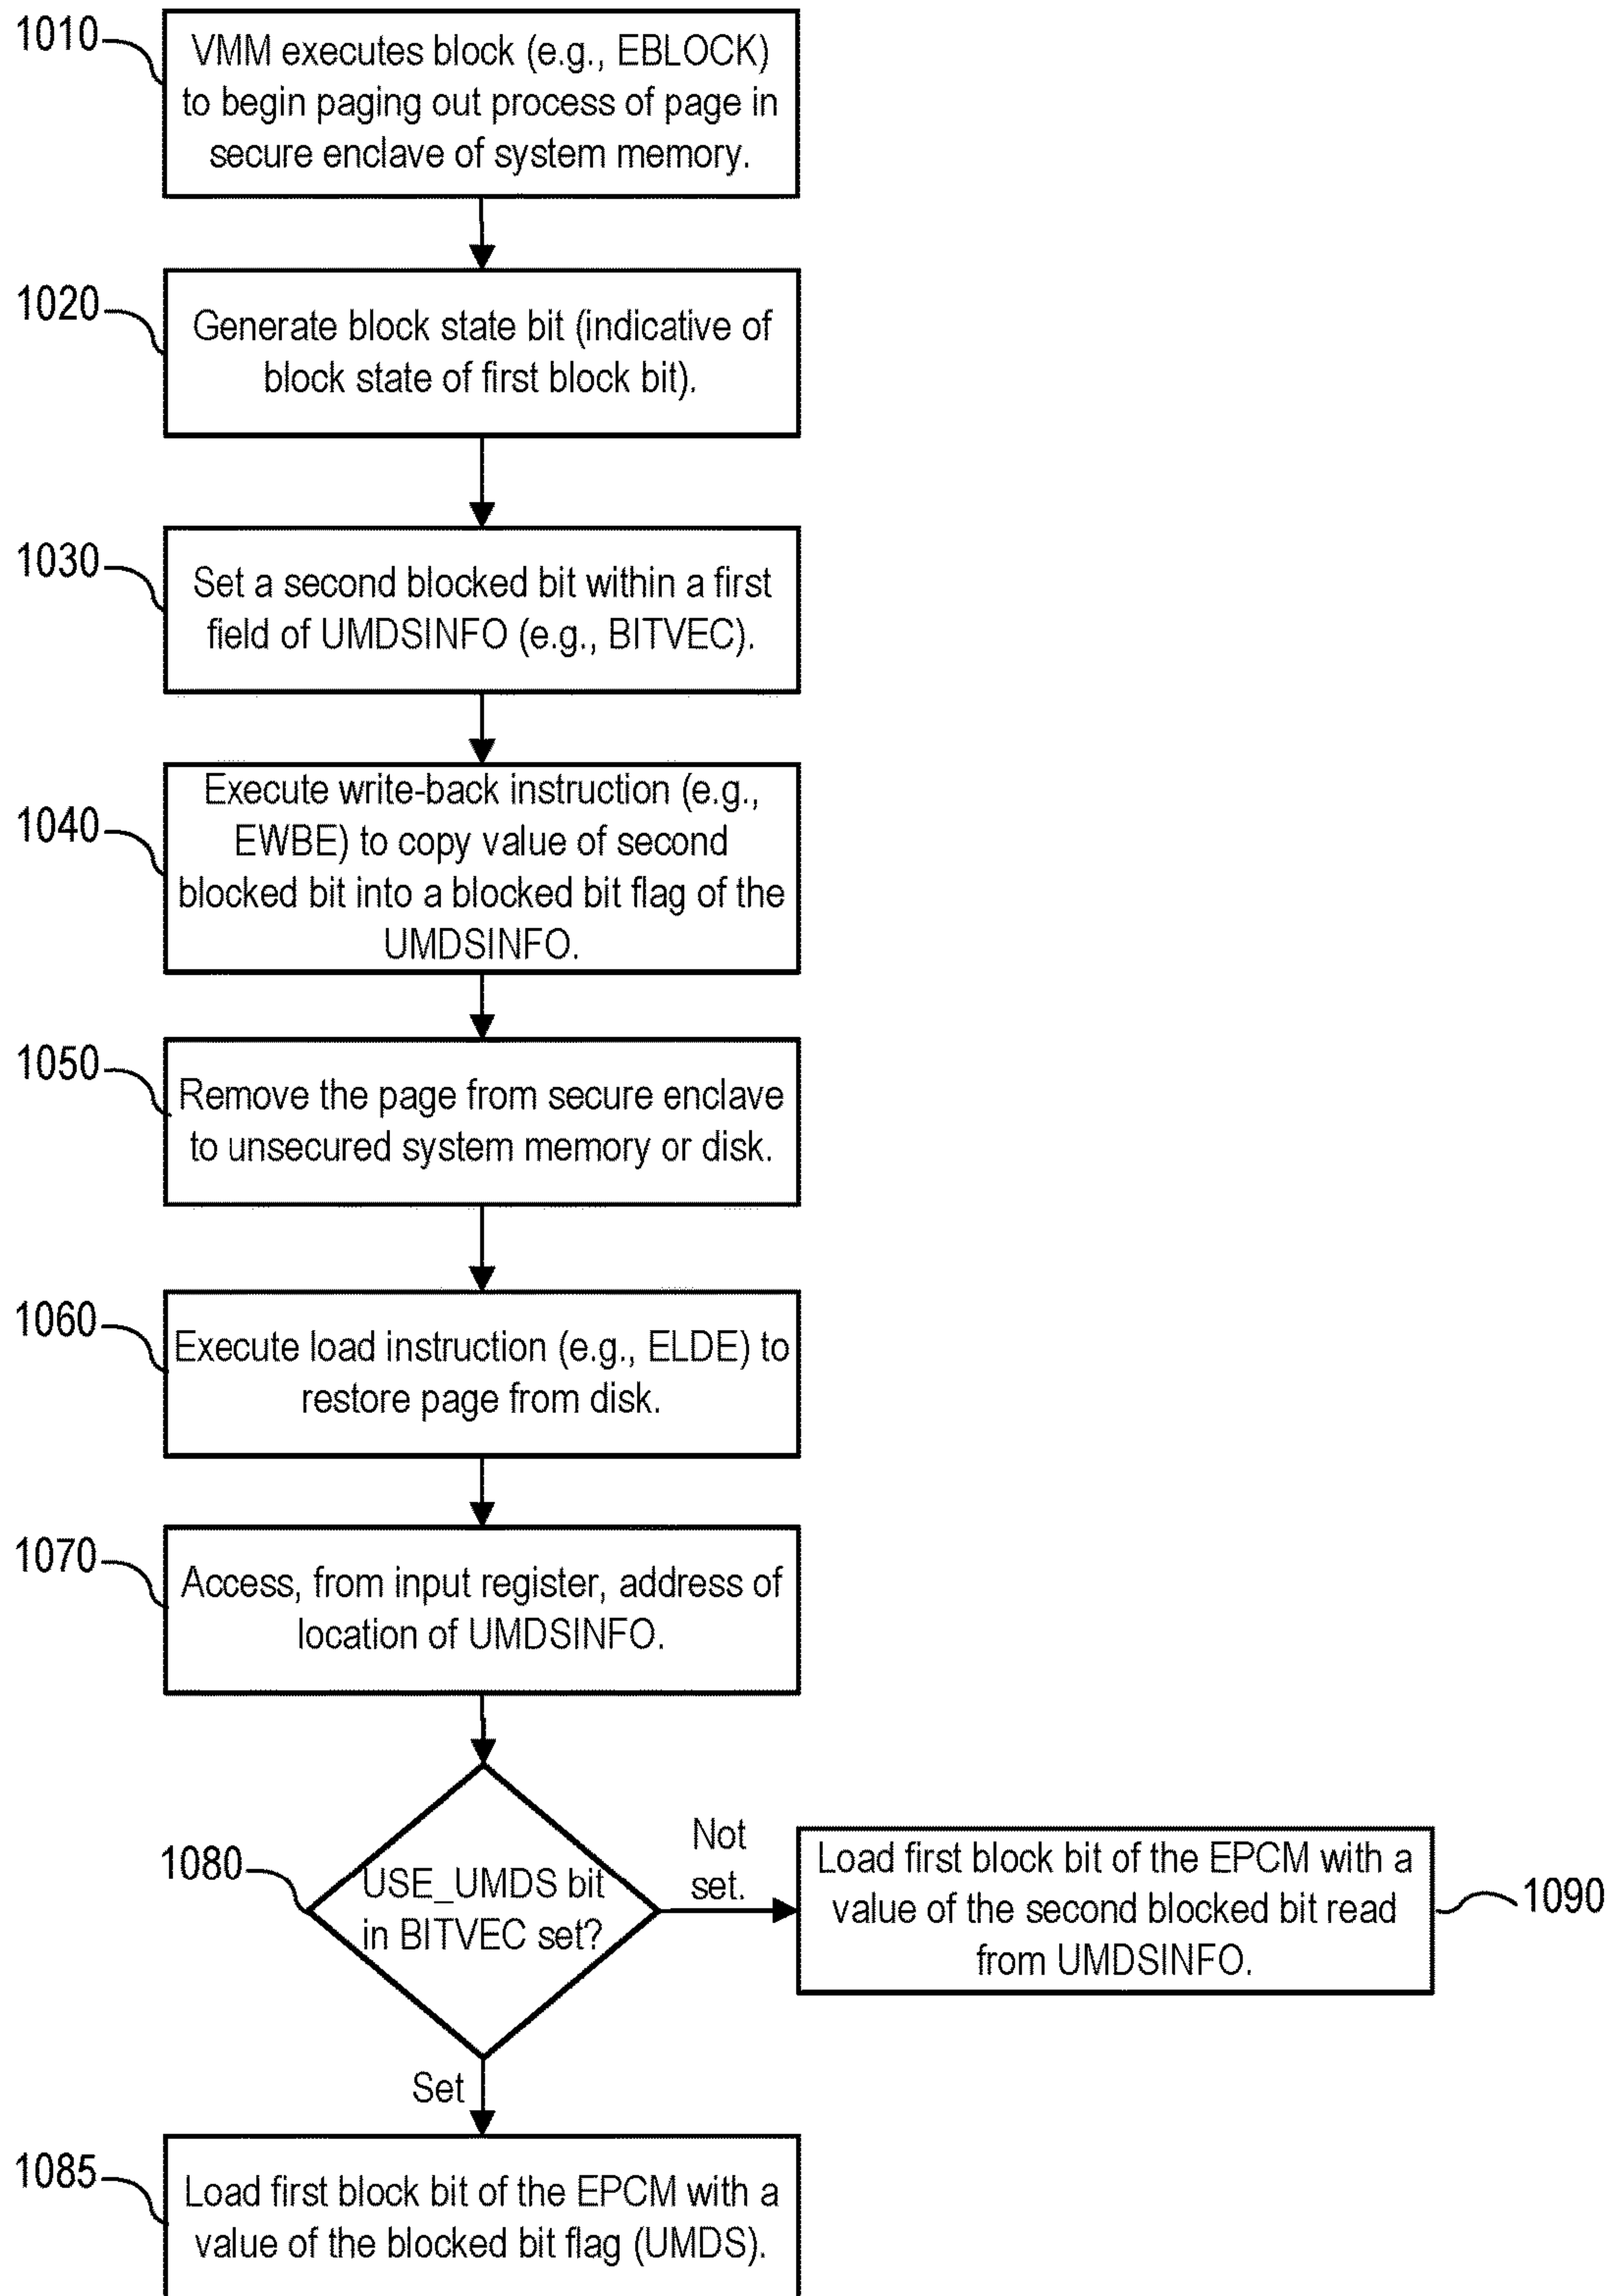 1010
VMM executes block (e.g., EBLOCK)
to begin paging out process of page in
secure enclave of system memory.
1020
Generate block state bit (indicative of
block state of first block bit).
1030
Set a second blocked bit within a first
field of UMDSINFO (e.g., BITVEC).
1040
Execute write-back instruction (e.g.,
EWBE) to copy value of second
blocked bit into a blocked bit flag of the
UMDSINFO.
1050
Remove the page from secure enclave
to unsecured system memory or disk.
1060
Execute load instruction (e.g., ELDE) to
restore page from disk.
1070
Access, from input register, address of
location of UMDSINFO.
1080
USE_UMDS bit
in BITVEC set?
Not
set.
Load first block bit of the EPCM with a
value of the second blocked bit read
from UMDSINFO.
1090
Set
1085
Load first block bit of the EPCM with a
value of the blocked bit flag (UMDS).